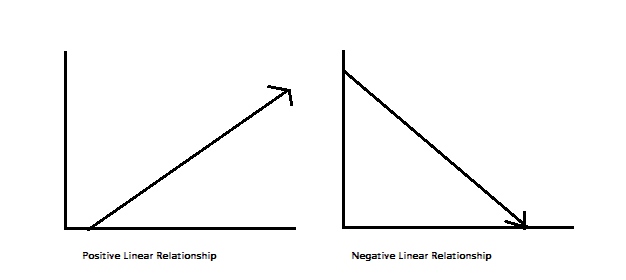 Positive Linear Relationship
Negative Linear Relationship